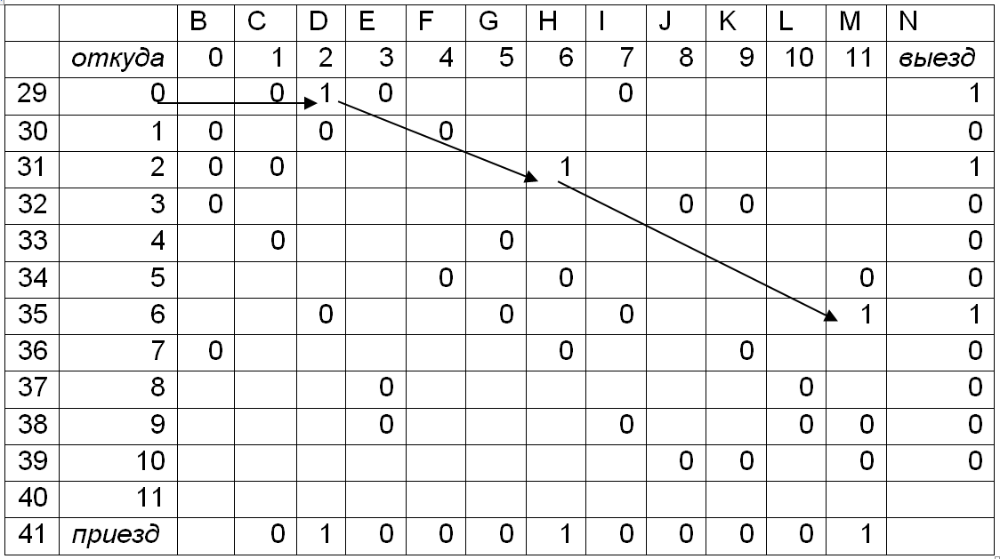 B C D E F G H I J K L M N
откуда 0 1 2 3 4 5 6 7 8 9 10 11 выезд
29 0 0 1 0 0 1
30 1 0 0 0 0
31 2 0 0 1 1
32 3 0 0 0 0
33 4 0 0 0
34 5 0 0 0 0
35 6 0 0 0 1 1
36 7 0 0 0 0
37 8 0 0 0
38 9 0 0 0 0 0
39 10 0 0 0 0
40 11
41 приезд 0 1 0 0 0 1 0 0 0 0 1